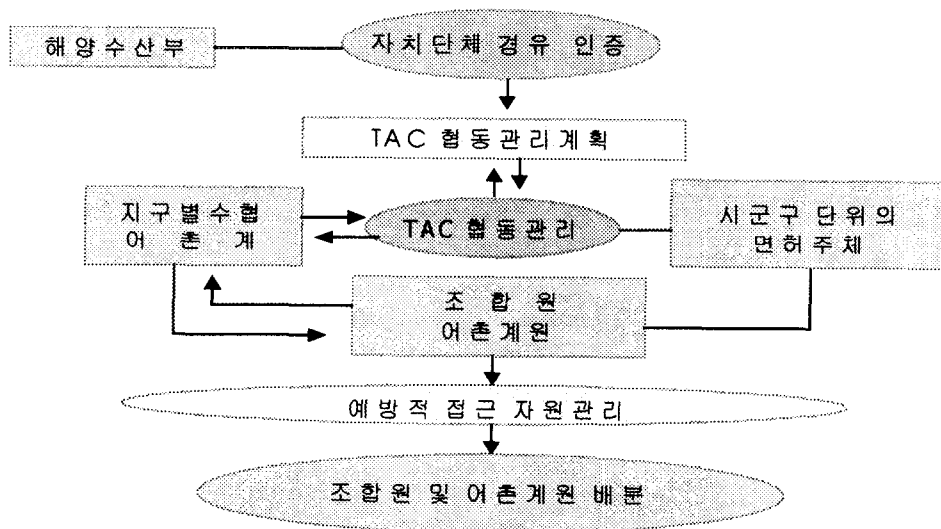 해양수산부
자치단체 경유 인증
TAC 협동관리계획
지구별수협
어 촌 계
TAC 협동관리
시군구 단위의
면허주체
조 합 원
어촌계원
예방적 접근 자원관리
조합원 및 어촌계원 배분